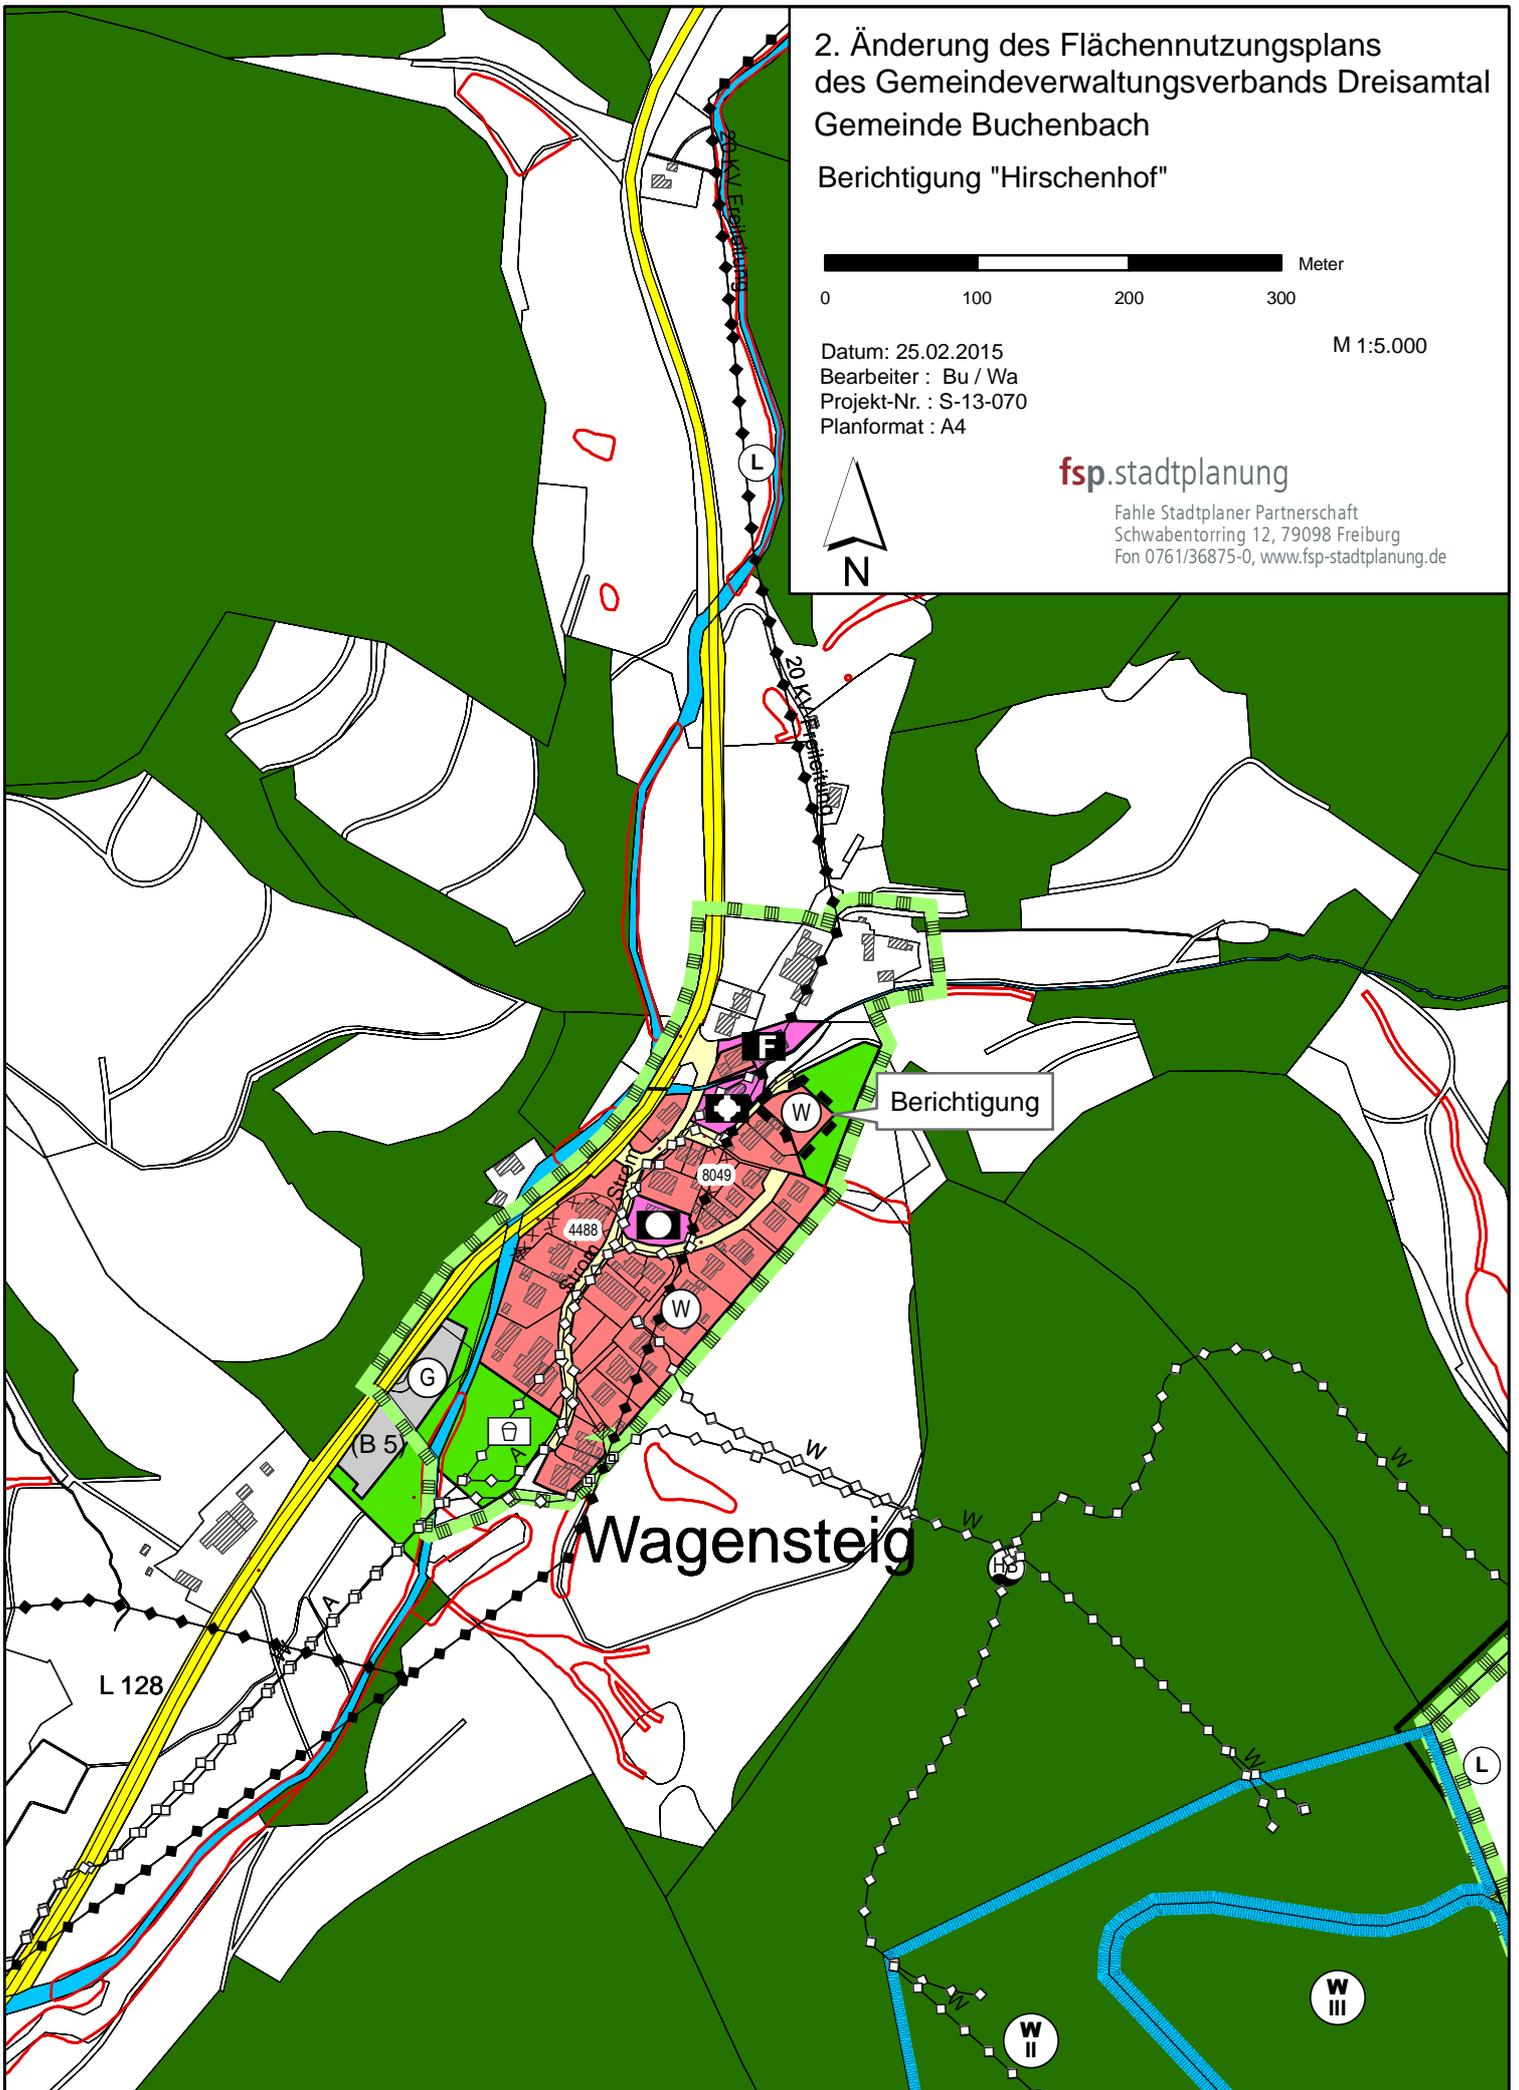 2. Änderung des Flächennutzungsplans
des Gemeindeverwaltungsverbands Dreisamtal
Gemeinde Buchenbach
Berichtigung "Hirschenhof"
Meter
0 100 200 300
M 1:5.000
Datum: 25.02.2015
Bearbeiter : Bu / Wa
Projekt-Nr. : S-13-070
Planformat : A4
fsp.stadtplanung
Fahle Stadtplaner Partnerschaft
Schwabentorring 12, 79098 Freiburg
Fon 0761/36875-0, www.fsp-stadtplanung.de
N
20 KV Freileitung
L
20 KV Freileitung
F
W
Berichtigung
Strom
8049
4488
Strom
W
G
(B 5)
A
W
W
Wagensteig
W
HB
A
W
L 128
W
L
W
III
W
W
II